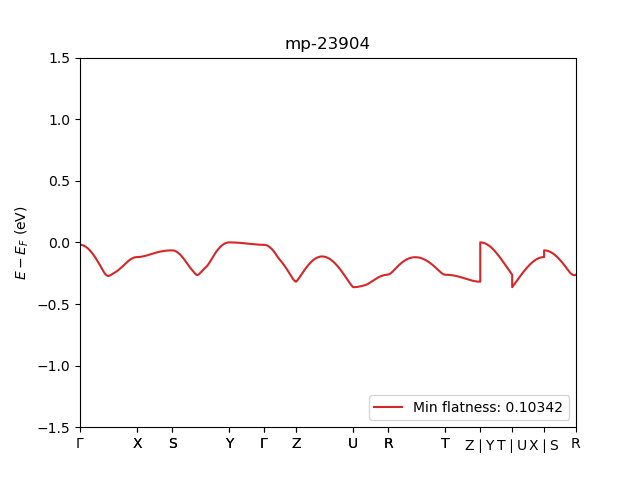 mp-23904
1.5
1.0
0.5
0.0
−0.5
−1.0
−1.5
E − E_F (eV)
Min flatness: 0.10342
Γ X S Y Γ Z U R T Z | Y T | U X | S R